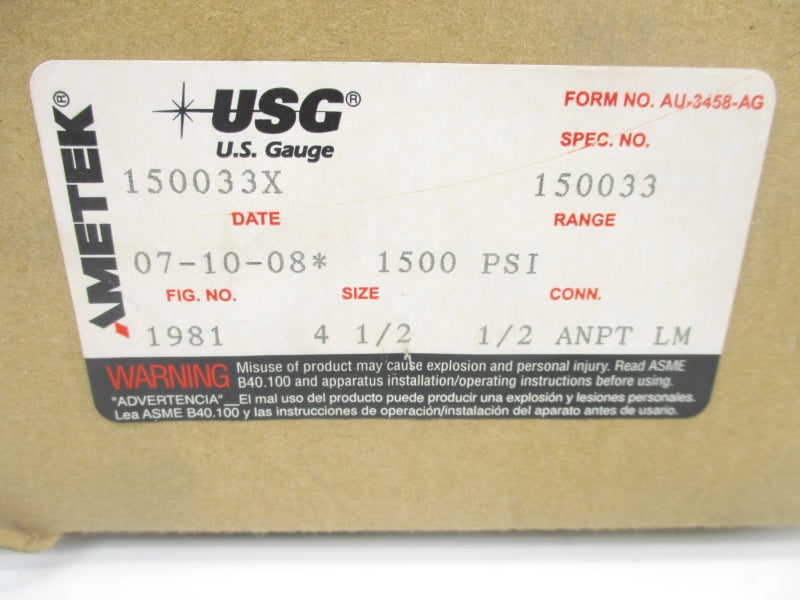 AMETEK®
USG®
U.S. Gauge
FORM NO. AU-3458-AG
SPEC. NO.
150033X 150033
DATE RANGE
07-10-08* 1500 PSI
FIG. NO. SIZE CONN.
1981 4 1/2 1/2 ANPT LM
WARNING Misuse of product may cause explosion and personal injury. Read ASME
B40.100 and apparatus installation/operating instructions before using.
"ADVERTENCIA"__El mal uso del producto puede producir una explosión y lesiones personales.
Lea ASME B40.100 y las instrucciones de operación/instalación del aparato antes de usario.